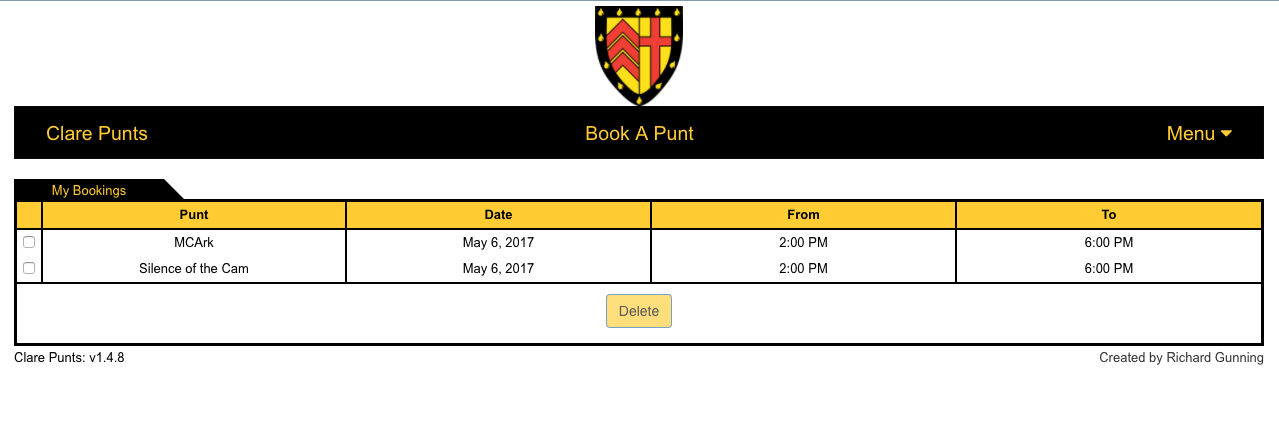 Clare Punts Book A Punt Menu
My Bookings
Punt Date From To
MCArk May 6, 2017 2:00 PM 6:00 PM
Silence of the Cam May 6, 2017 2:00 PM 6:00 PM
Delete
Clare Punts: v1.4.8 Created by Richard Gunning